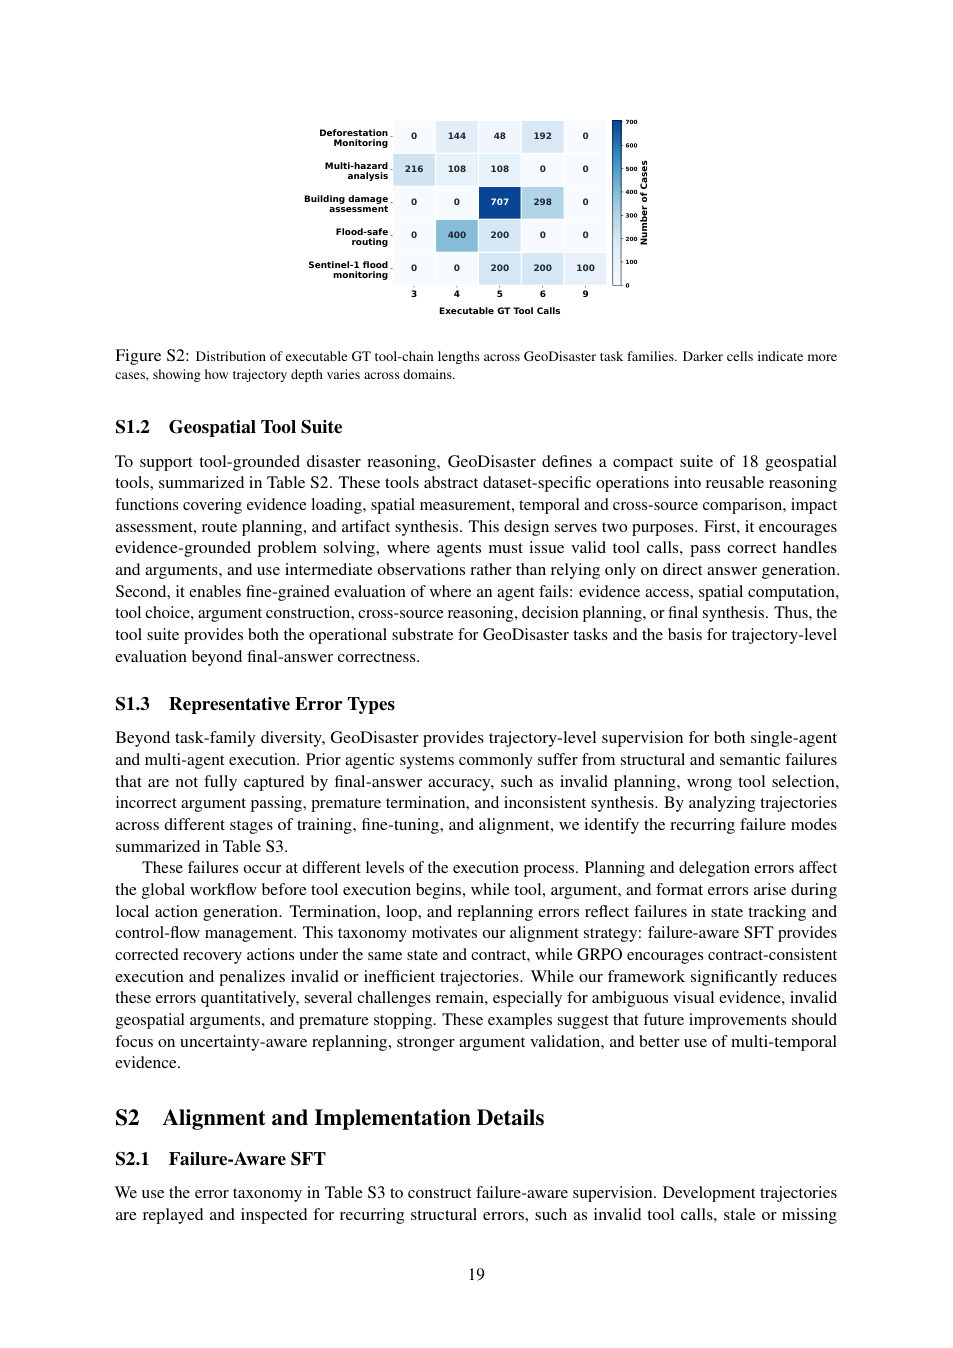 Deforestation
Monitoring
0 144 48 192 0
Multi-hazard
analysis
216 108 108 0 0
Building damage
assessment
0 0 707 298 0
Flood-safe
routing
0 400 200 0 0
Sentinel-1 flood
monitoring
0 0 200 200 100
3 4 5 6 9
Executable GT Tool Calls
700
600
500
400
300
200
100
0
Number of Cases
Figure S2: Distribution of executable GT tool-chain lengths across GeoDisaster task families. Darker cells indicate more
cases, showing how trajectory depth varies across domains.
S1.2 Geospatial Tool Suite
To support tool-grounded disaster reasoning, GeoDisaster defines a compact suite of 18 geospatial
tools, summarized in Table S2. These tools abstract dataset-specific operations into reusable reasoning
functions covering evidence loading, spatial measurement, temporal and cross-source comparison, impact
assessment, route planning, and artifact synthesis. This design serves two purposes. First, it encourages
evidence-grounded problem solving, where agents must issue valid tool calls, pass correct handles
and arguments, and use intermediate observations rather than relying only on direct answer generation.
Second, it enables fine-grained evaluation of where an agent fails: evidence access, spatial computation,
tool choice, argument construction, cross-source reasoning, decision planning, or final synthesis. Thus, the
tool suite provides both the operational substrate for GeoDisaster tasks and the basis for trajectory-level
evaluation beyond final-answer correctness.
S1.3 Representative Error Types
Beyond task-family diversity, GeoDisaster provides trajectory-level supervision for both single-agent
and multi-agent execution. Prior agentic systems commonly suffer from structural and semantic failures
that are not fully captured by final-answer accuracy, such as invalid planning, wrong tool selection,
incorrect argument passing, premature termination, and inconsistent synthesis. By analyzing trajectories
across different stages of training, fine-tuning, and alignment, we identify the recurring failure modes
summarized in Table S3.
These failures occur at different levels of the execution process. Planning and delegation errors affect
the global workflow before tool execution begins, while tool, argument, and format errors arise during
local action generation. Termination, loop, and replanning errors reflect failures in state tracking and
control-flow management. This taxonomy motivates our alignment strategy: failure-aware SFT provides
corrected recovery actions under the same state and contract, while GRPO encourages contract-consistent
execution and penalizes invalid or inefficient trajectories. While our framework significantly reduces
these errors quantitatively, several challenges remain, especially for ambiguous visual evidence, invalid
geospatial arguments, and premature stopping. These examples suggest that future improvements should
focus on uncertainty-aware replanning, stronger argument validation, and better use of multi-temporal
evidence.
S2 Alignment and Implementation Details
S2.1 Failure-Aware SFT
We use the error taxonomy in Table S3 to construct failure-aware supervision. Development trajectories
are replayed and inspected for recurring structural errors, such as invalid tool calls, stale or missing
19